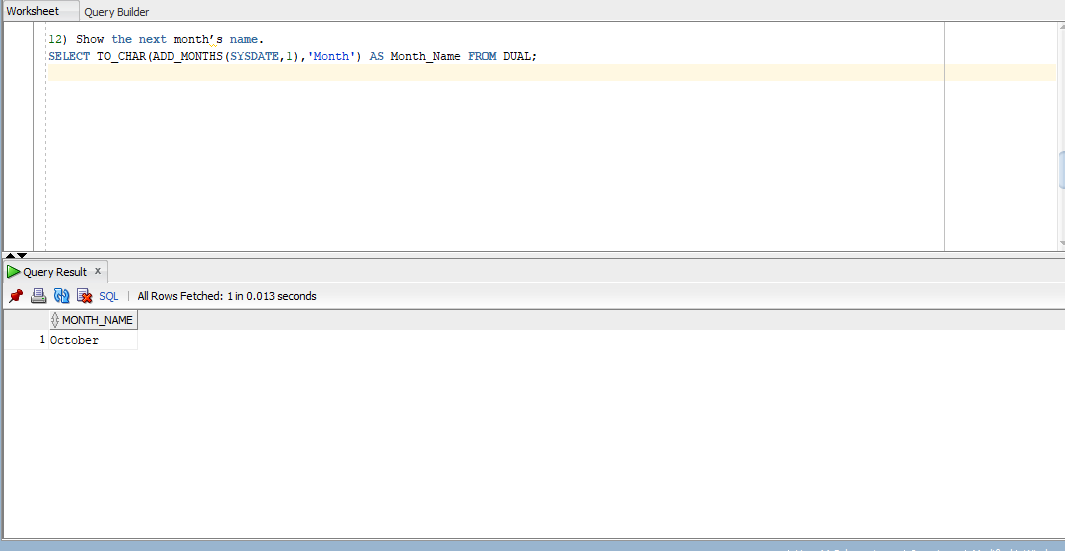 Worksheet Query Builder
12) Show the next month’s name.
SELECT TO_CHAR(ADD_MONTHS(SYSDATE,1),'Month') AS Month_Name FROM DUAL;
Query Result x
SQL | All Rows Fetched: 1 in 0.013 seconds
MONTH_NAME
1 October